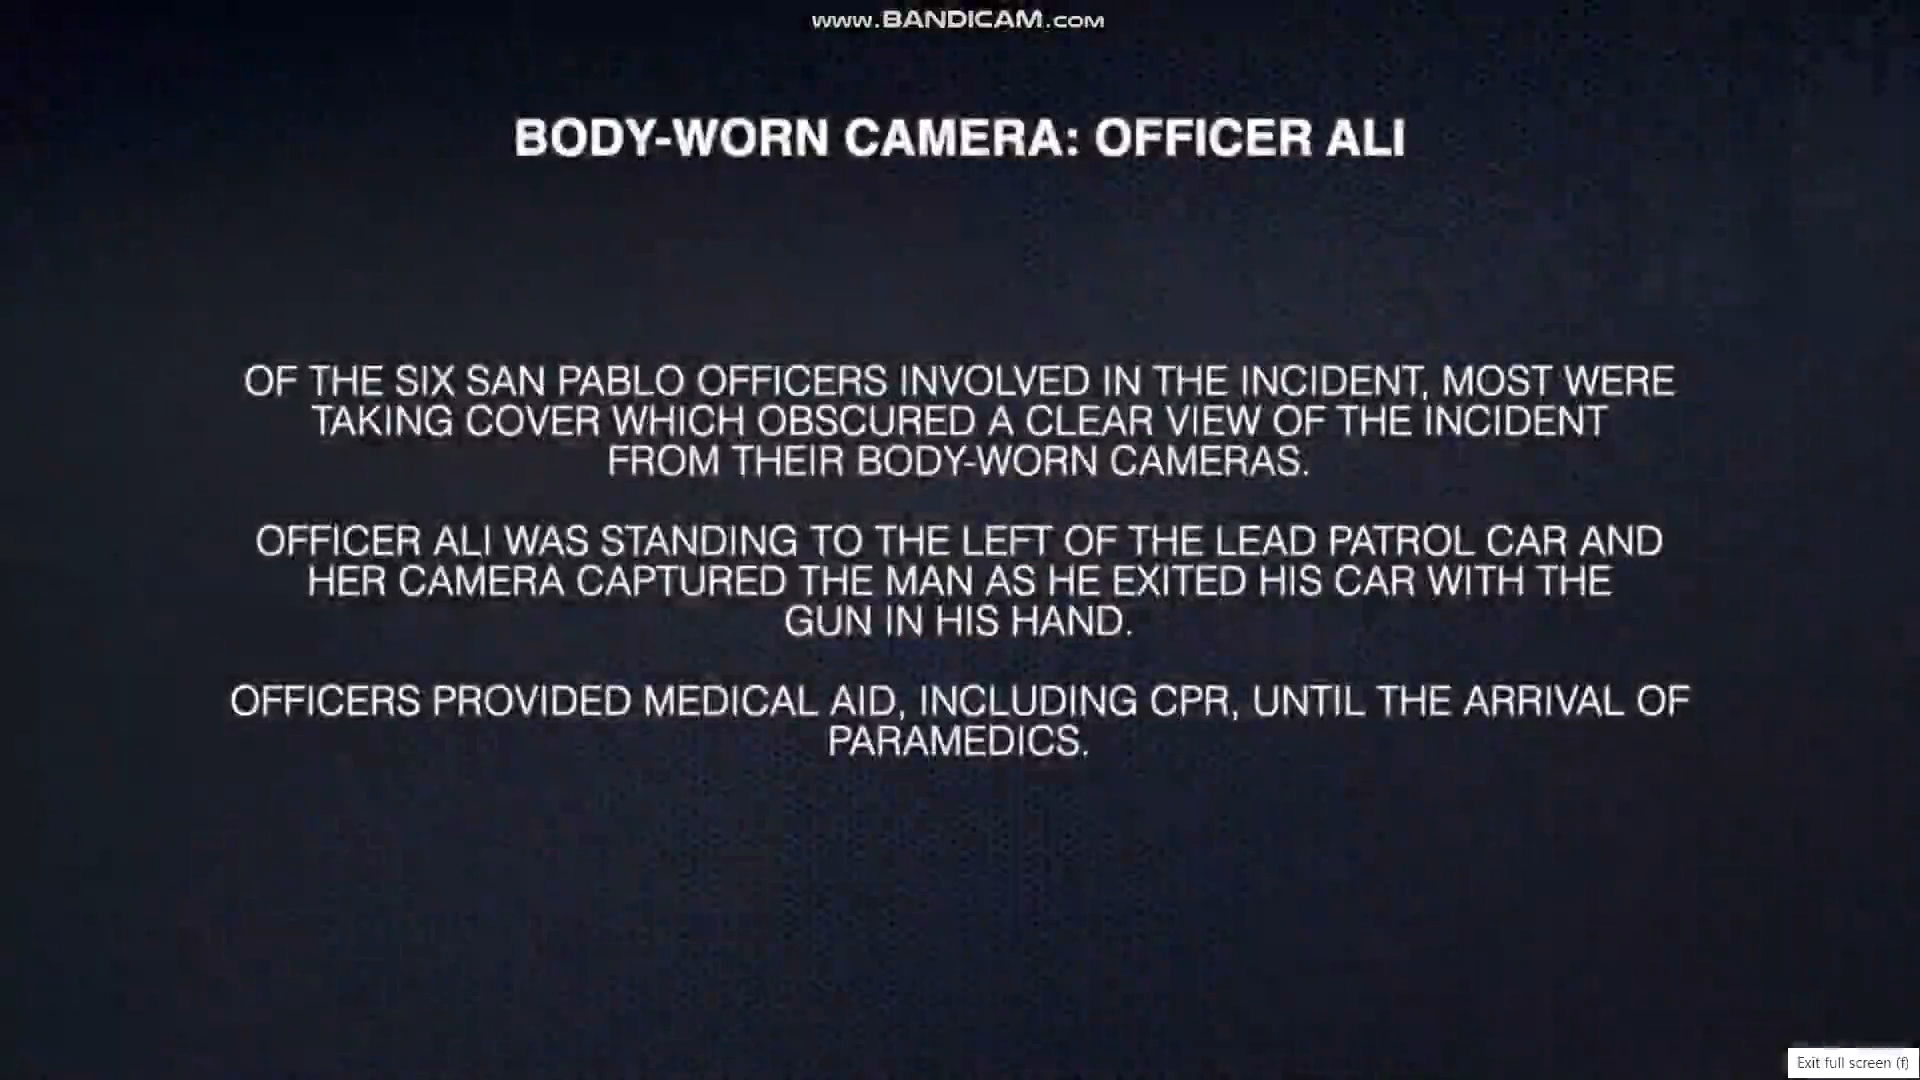 www.BANDICAM.com
BODY-WORN CAMERA: OFFICER ALI
OF THE SIX SAN PABLO OFFICERS INVOLVED IN THE INCIDENT, MOST WERE
TAKING COVER WHICH OBSCURED A CLEAR VIEW OF THE INCIDENT
FROM THEIR BODY-WORN CAMERAS.
OFFICER ALI WAS STANDING TO THE LEFT OF THE LEAD PATROL CAR AND
HER CAMERA CAPTURED THE MAN AS HE EXITED HIS CAR WITH THE
GUN IN HIS HAND.
OFFICERS PROVIDED MEDICAL AID, INCLUDING CPR, UNTIL THE ARRIVAL OF
PARAMEDICS.
Exit full screen (f)